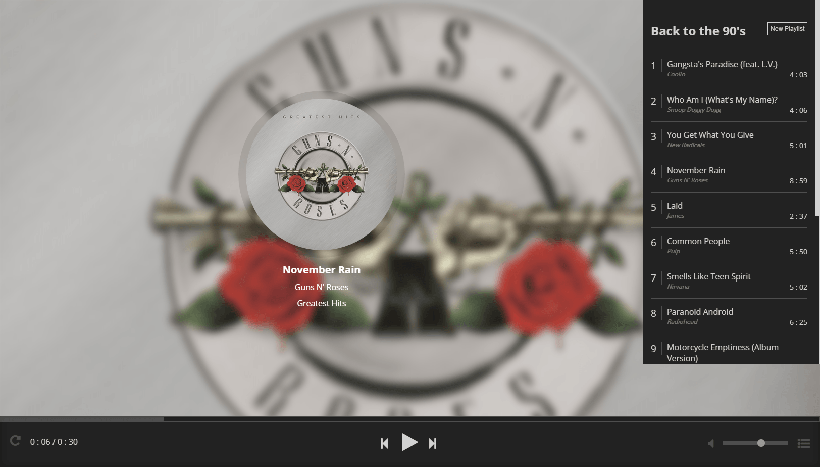 Back to the 90's
New Playlist
1 Gangsta's Paradise (feat. L.V.)
Coolio 4 : 03
2 Who Am I (What's My Name)?
Snoop Doggy Dogg 4 : 06
3 You Get What You Give
New Radicals 5 : 01
4 November Rain
Guns N' Roses 8 : 59
5 Laid
James 2 : 37
6 Common People
Pulp 5 : 50
7 Smells Like Teen Spirit
Nirvana 5 : 02
8 Paranoid Android
Radiohead 6 : 25
9 Motorcycle Emptiness (Album
Version)
GREATEST HITS
GUNS N'
ROSES
November Rain
Guns N' Roses
Greatest Hits
0 : 06 / 0 : 30